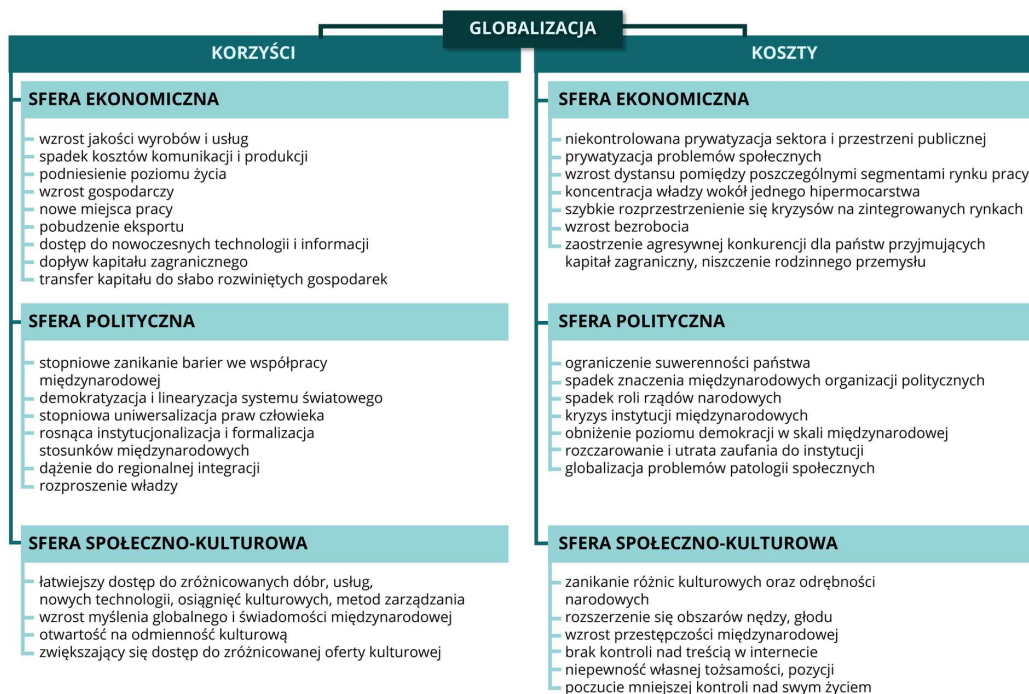 GLOBALIZACJA
KORZYŚCI
SFERA EKONOMICZNA
wzrost jakości wyrobów i usług
spadek kosztów komunikacji i produkcji
podniesienie poziomu życia
wzrost gospodarczy
nowe miejsca pracy
pobudzenie eksportu
dostęp do nowoczesnych technologii i informacji
dopływ kapitału zagranicznego
transfer kapitału do słabo rozwiniętych gospodarek
SFERA POLITYCZNA
stopniowe zanikanie barier we współpracy
międzynarodowej
demokratyzacja i linearyzacja systemu światowego
stopniowa uniwersalizacja praw człowieka
rosnąca instytucjonalizacja i formalizacja
stosunków międzynarodowych
dążenie do regionalnej integracji
rozproszenie władzy
SFERA SPOŁECZNO-KULTUROWA
łatwiejszy dostęp do zróżnicowanych dóbr, usług,
nowych technologii, osiągnięć kulturowych, metod zarządzania
wzrost myślenia globalnego i świadomości międzynarodowej
otwartość na odmienność kulturową
zwiększający się dostęp do zróżnicowanej oferty kulturowej
KOSZTY
SFERA EKONOMICZNA
niekontrolowana prywatyzacja sektora i przestrzeni publicznej
prywatyzacja problemów społecznych
wzrost dystansu pomiędzy poszczególnymi segmentami rynku pracy
koncentracja władzy wokół jednego hipermocarstwa
szybkie rozprzestrzenienie się kryzysów na zintegrowanych rynkach
wzrost bezrobocia
zaostrzenie agresywnej konkurencji dla państw przyjmujących
kapitał zagraniczny, niszczenie rodzinnego przemysłu
SFERA POLITYCZNA
ograniczenie suwerenności państwa
spadek znaczenia międzynarodowych organizacji politycznych
spadek roli rządów narodowych
kryzys instytucji międzynarodowych
obniżenie poziomu demokracji w skali międzynarodowej
rozczarowanie i utrata zaufania do instytucji
globalizacja problemów patologii społecznych
SFERA SPOŁECZNO-KULTUROWA
zanikanie różnic kulturowych oraz odrębności
narodowych
rozszerzenie się obszarów nędzy, głodu
wzrost przestępczości międzynarodowej
brak kontroli nad treścią w internecie
niepewność własnej tożsamości, pozycji
poczucie mniejszej kontroli nad swym życiem